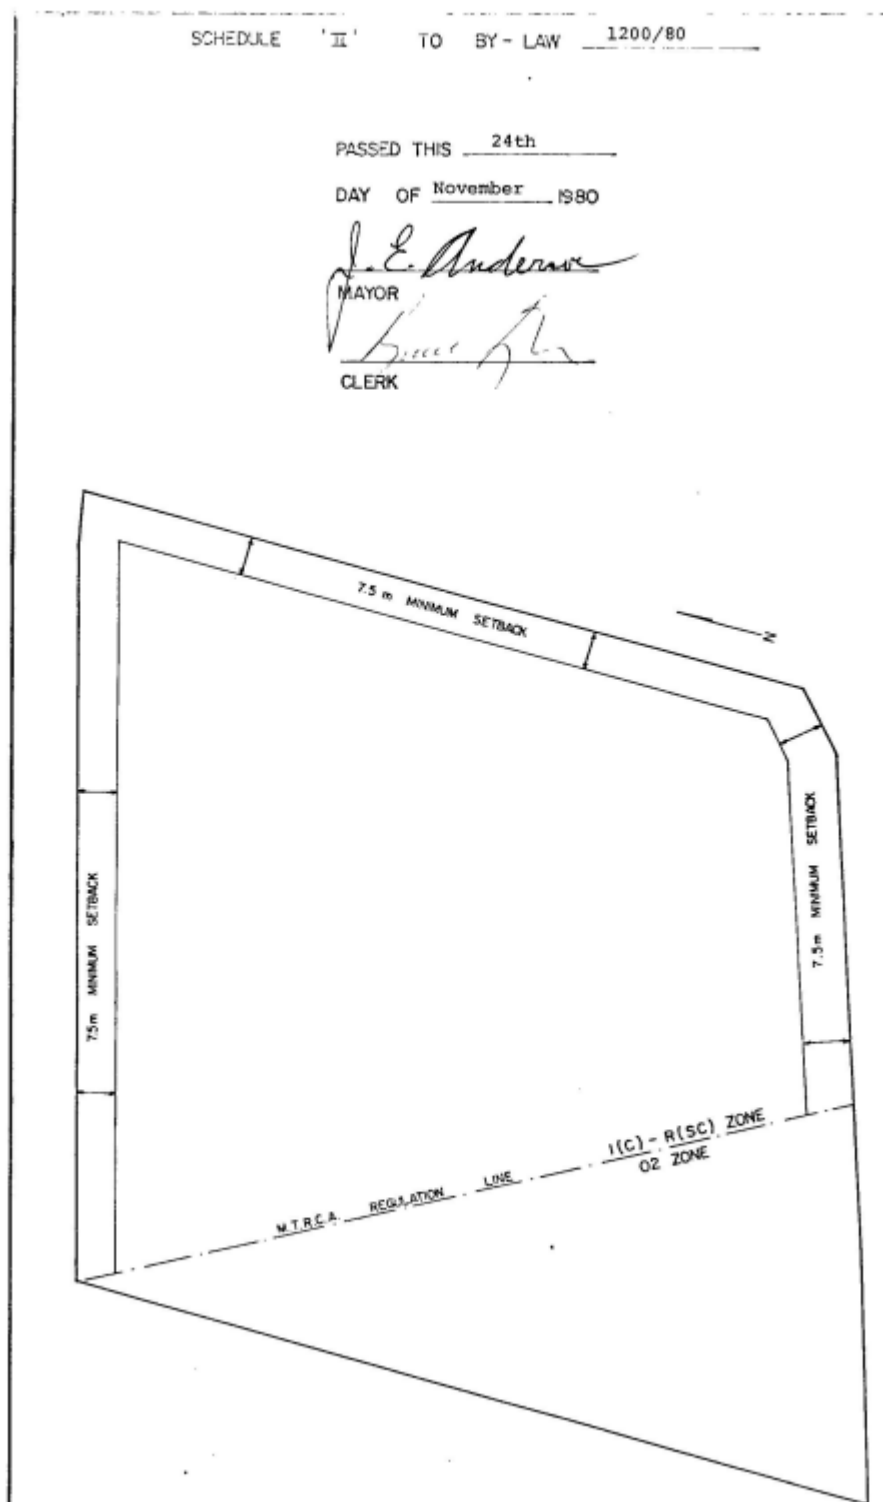 SCHEDULE 'II' TO BY - LAW 1200/80
PASSED THIS 24th
DAY OF November 1980
J. E. Anderson
MAYOR
CLERK
7.5 m MINIMUM SETBACK
N
7.5m MINIMUM SETBACK
7.5m MINIMUM SETBACK
I(C) - R(SC) ZONE
O2 ZONE
M.T.R.C.A. REGULATION LINE